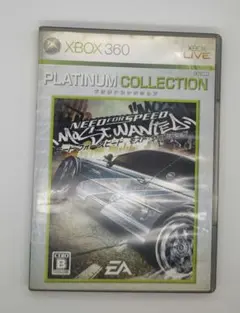 XBOX 360
XBOX
LIVE
PLATINUM COLLECTION
プラチナコレクション
NEED FOR SPEED
MOST WANTED
B
CERO
EA